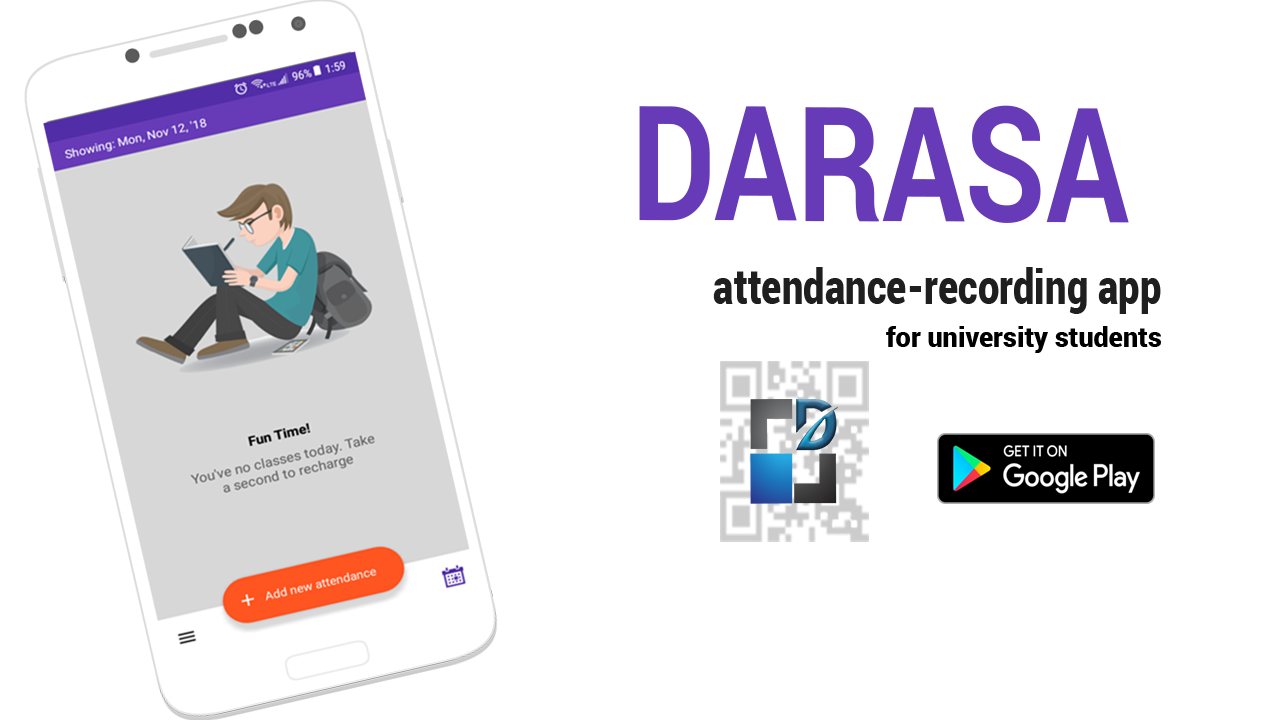 96% 1:59
Showing: Mon, Nov 12, '18
Fun Time!
You've no classes today. Take
a second to recharge
+ Add new attendance
DARASA
attendance-recording app
for university students
D
GET IT ON
Google Play